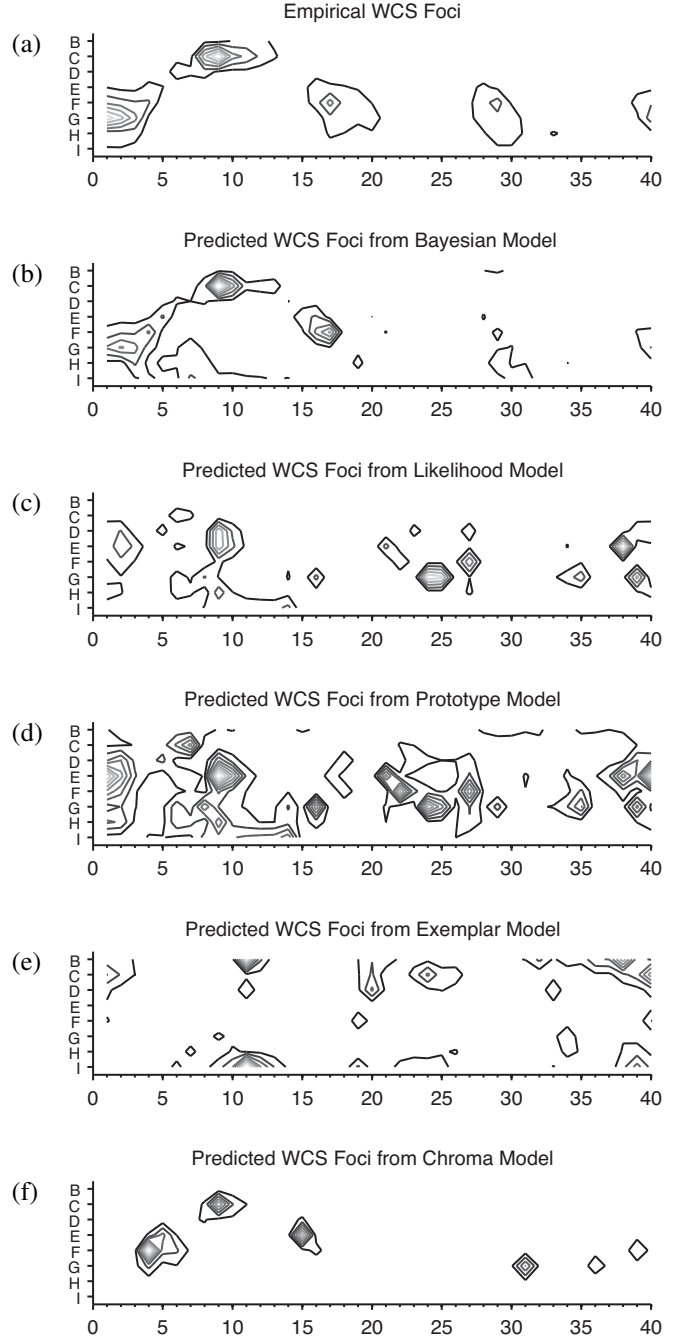 Empirical WCS Foci
(a)
B
C
D
E
F
G
H
I
0 5 10 15 20 25 30 35 40
Predicted WCS Foci from Bayesian Model
(b)
B
C
D
E
F
G
H
I
0 5 10 15 20 25 30 35 40
Predicted WCS Foci from Likelihood Model
(c)
B
C
D
E
F
G
H
I
0 5 10 15 20 25 30 35 40
Predicted WCS Foci from Prototype Model
(d)
B
C
D
E
F
G
H
I
0 5 10 15 20 25 30 35 40
Predicted WCS Foci from Exemplar Model
(e)
B
C
D
E
F
G
H
I
0 5 10 15 20 25 30 35 40
Predicted WCS Foci from Chroma Model
(f)
B
C
D
E
F
G
H
I
0 5 10 15 20 25 30 35 40